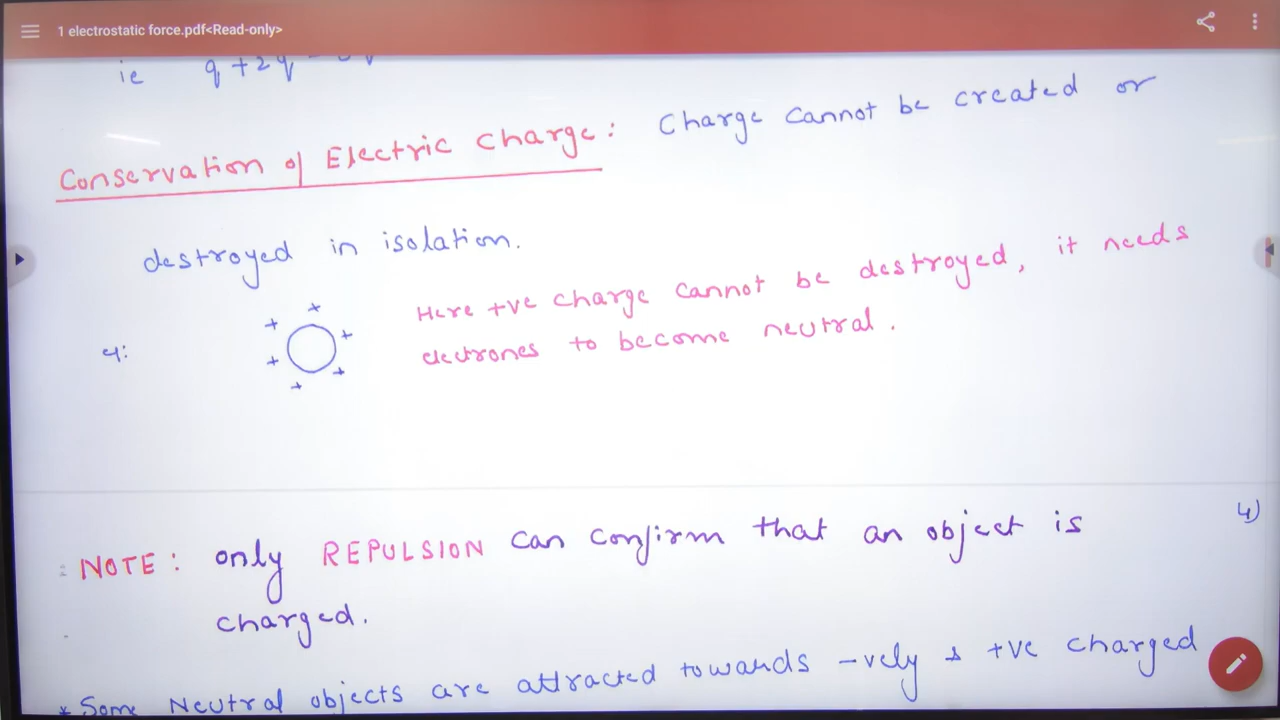 1 electrostatic force.pdf<Read-only>
ie q + 2q
Conservation of Electric Charge: Charge cannot be created or
destroyed in isolation.
Here +ve charge cannot be destroyed, it needs
electrones to become neutral.
4)
NOTE: only REPULSION can confirm that an object is
charged.
* Some Neutral objects are attracted towards -vely & +ve charged